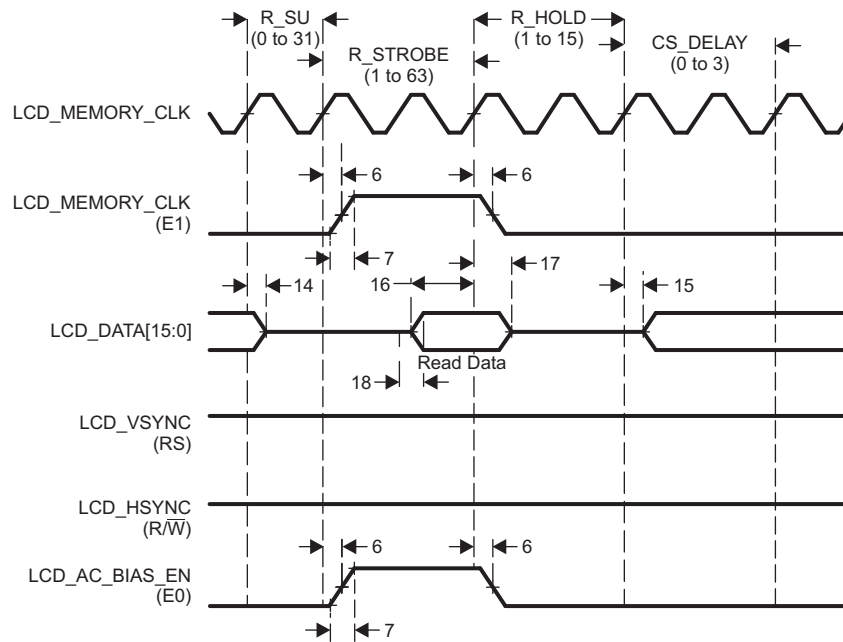 R_SU
(0 to 31)
R_STROBE
(1 to 63)
R_HOLD
(1 to 15)
CS_DELAY
(0 to 3)
LCD_MEMORY_CLK
6
6
LCD_MEMORY_CLK
(E1)
7
17
14
16
15
LCD_DATA[15:0]
Read Data
18
LCD_VSYNC
(RS)
LCD_HSYNC
(R/W̅)
6
6
LCD_AC_BIAS_EN
(E0)
7